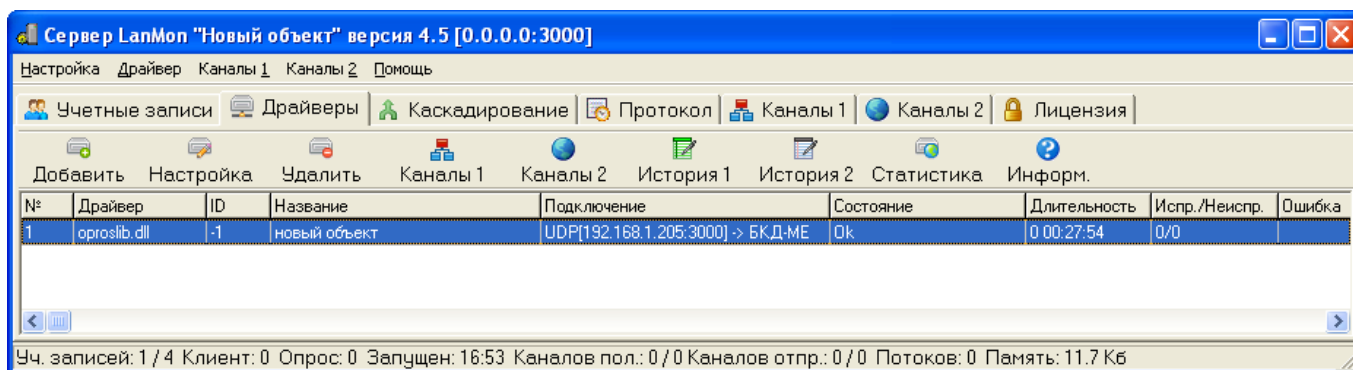 Сервер LanMon "Новый объект" версия 4.5 [0.0.0.0:3000]
Настройка Драйвер Каналы 1 Каналы 2 Помощь
Учетные записи Драйверы Каскадирование Протокол Каналы 1 Каналы 2 Лицензия
Добавить Настройка Удалить Каналы 1 Каналы 2 История 1 История 2 Статистика Информ.
№ Драйвер ID Название Подключение Состояние Длительность Испр./Неиспр. Ошибка
1 oproslib.dll -1 новый объект UDP[192.168.1.205:3000] -> БКД-МЕ Ok 0 00:27:54 0/0
Уч. записей: 1 / 4 Клиент: 0 Опрос: 0 Запущен: 16:53 Каналов пол.: 0 / 0 Каналов отпр.: 0 / 0 Потоков: 0 Память: 11.7 Кб